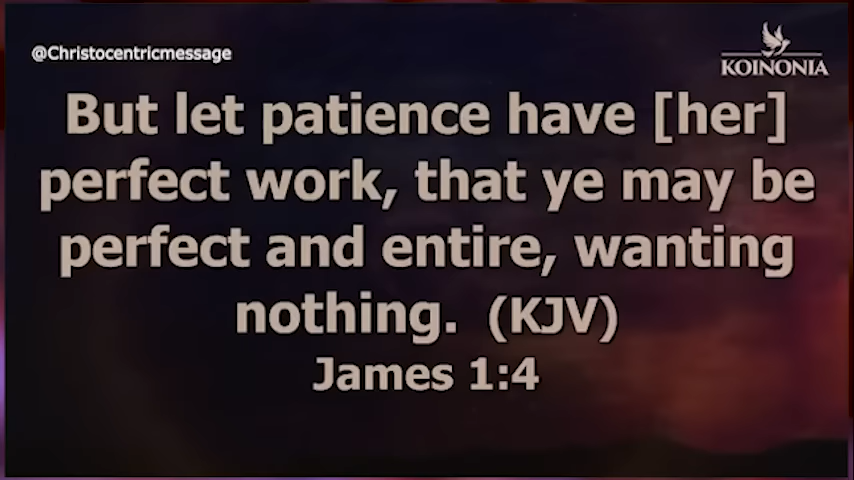 @Christocentricmessage
KOINONIA
But let patience have [her]
perfect work, that ye may be
perfect and entire, wanting
nothing. (KJV)
James 1:4